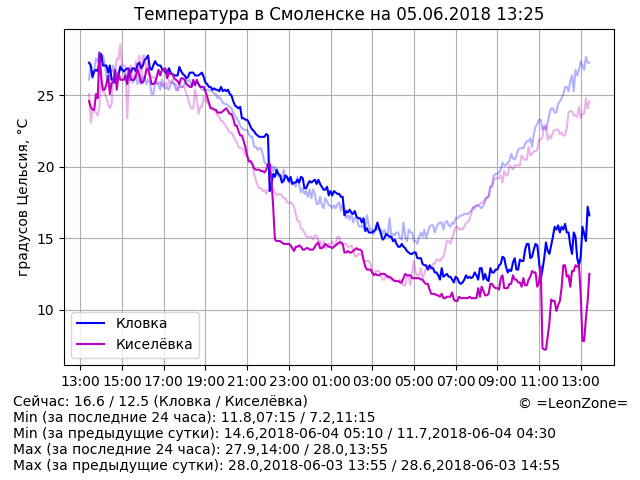 Температура в Смоленске на 05.06.2018 13:25
градусов Цельсия, °C
25
20
15
10
Кловка
Киселёвка
13:00 15:00 17:00 19:00 21:00 23:00 01:00 03:00 05:00 07:00 09:00 11:00 13:00
Сейчас: 16.6 / 12.5 (Кловка / Киселёвка)
© =LeonZone=
Min (за последние 24 часа): 11.8,07:15 / 7.2,11:15
Min (за предыдущие сутки): 14.6,2018-06-04 05:10 / 11.7,2018-06-04 04:30
Max (за последние 24 часа): 27.9,14:00 / 28.0,13:55
Max (за предыдущие сутки): 28.0,2018-06-03 13:55 / 28.6,2018-06-03 14:55